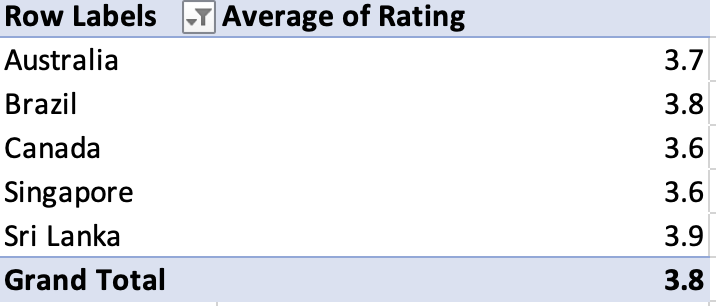 Row Labels Average of Rating
Australia 3.7
Brazil 3.8
Canada 3.6
Singapore 3.6
Sri Lanka 3.9
Grand Total 3.8